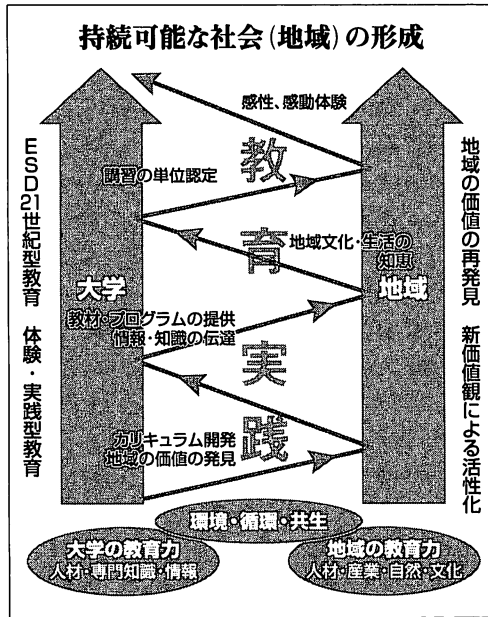 持続可能な社会(地域)の形成
感性、感動体験
教育実践
講習の単位認定
地域文化・生活の
知恵
大学
地域
教材・プログラムの提供
情報・知識の伝達
カリキュラム開発
地域の価値の発見
ESD21世紀型教育 体験・実践型教育
地域の価値の再発見 新価値観による活性化
環境・循環・共生
大学の教育力
人材・専門知識・情報
地域の教育力
人材・産業・自然・文化